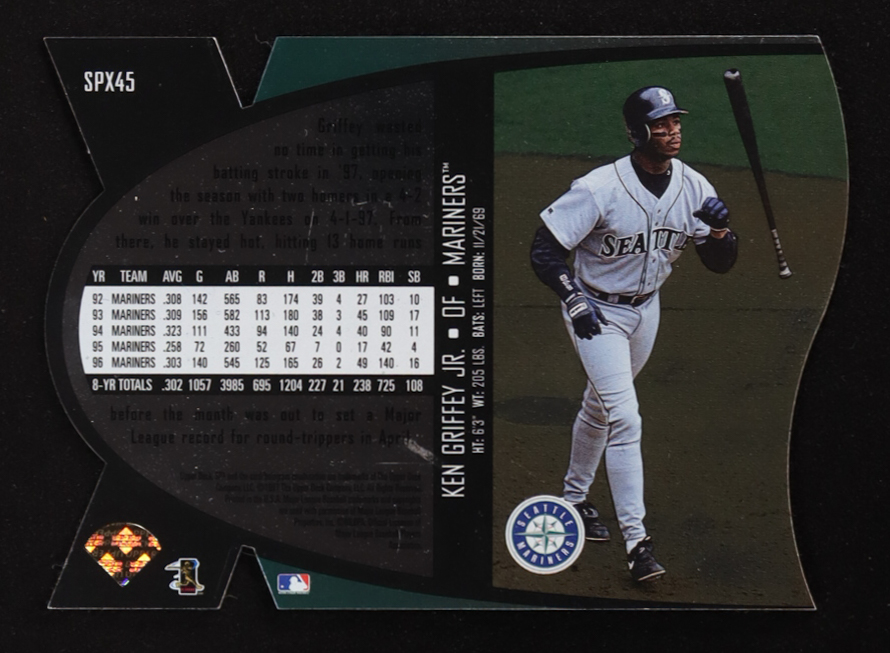 SPX45
Griffey wasted
no time in getting his
batting stroke in '97, opening
the season with two homers in a 4-2
win over the Yankees on 4-1-97. From
there, he stayed hot, hitting 13 home runs
YR TEAM AVG G AB R H 2B 3B HR RBI SB
92 MARINERS .308 142 565 83 174 39 4 27 103 10
93 MARINERS .309 156 582 113 180 38 3 45 109 17
94 MARINERS .323 111 433 94 140 24 4 40 90 11
95 MARINERS .258 72 260 52 67 7 0 17 42 4
96 MARINERS .303 140 545 125 165 26 2 49 140 16
8-YR TOTALS .302 1057 3985 695 1204 227 21 238 725 108
before the month was out to set a Major
League record for round-trippers in April.
KEN GRIFFEY JR. ▪ OF ▪ MARINERS™
HT: 6'3" WT: 205 LBS. BATS: LEFT BORN: 11/21/69
S
SEATTLE
SEATTLE
MARINERS